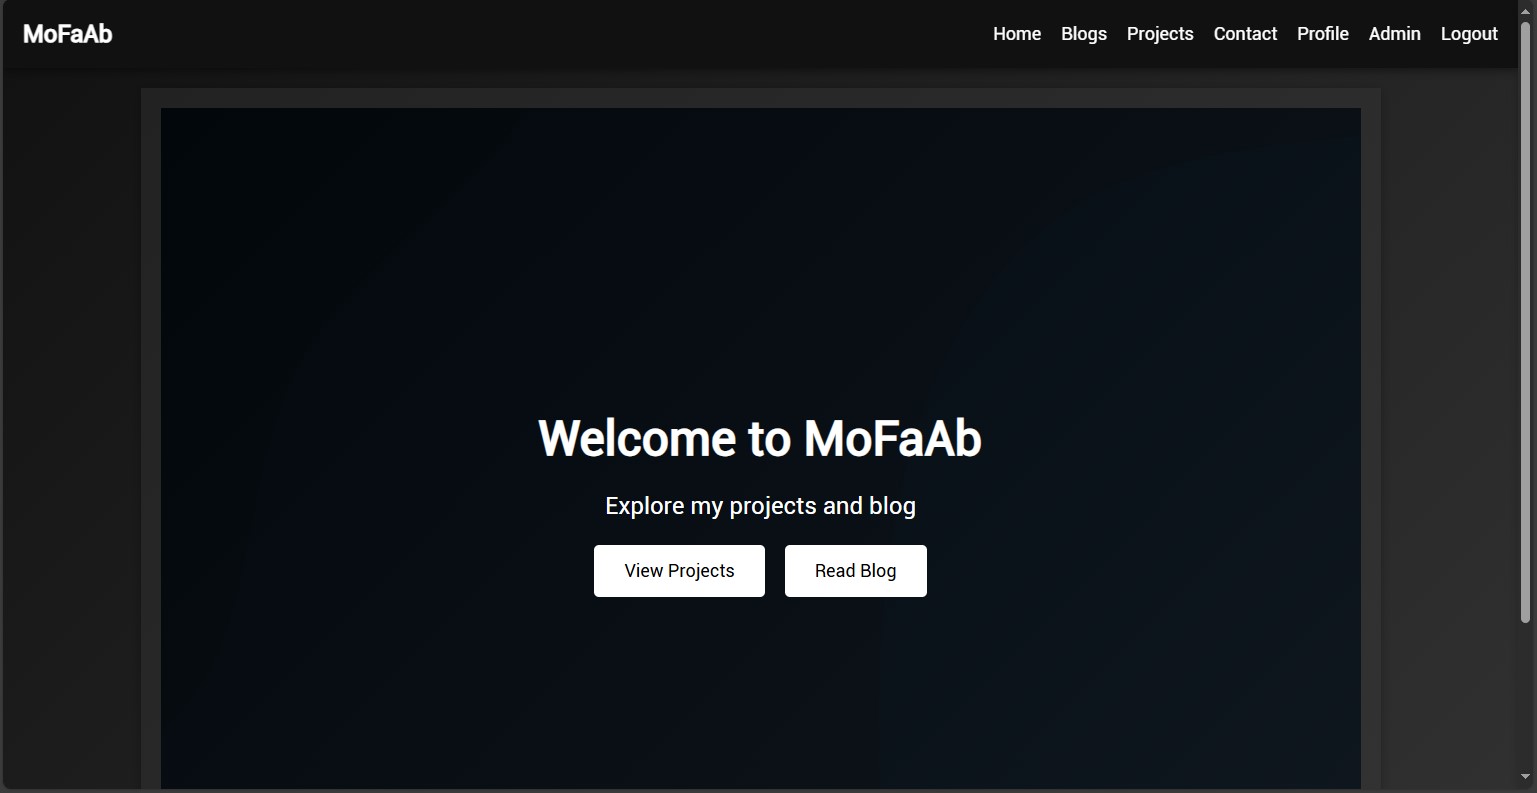 MoFaAb
Home Blogs Projects Contact Profile Admin Logout
Welcome to MoFaAb
Explore my projects and blog
View Projects Read Blog